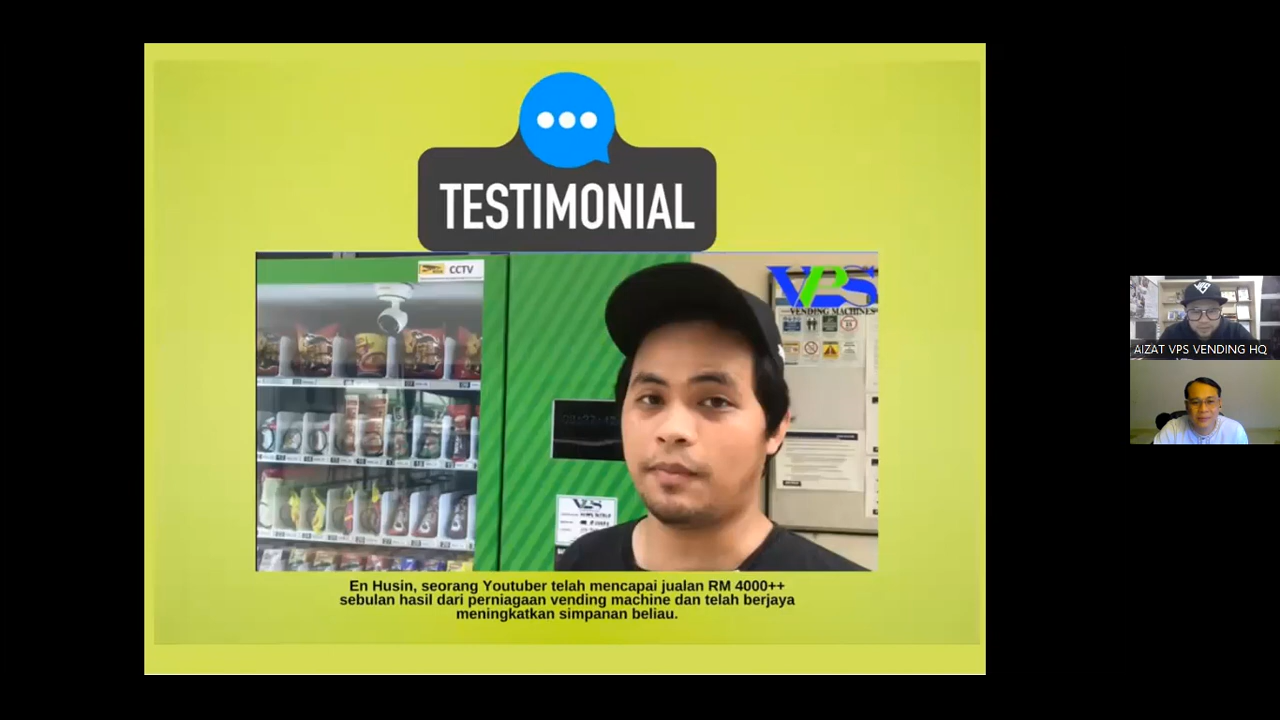 TESTIMONIAL
CCTV
VPS
VENDING MACHINES
VPS
En Husin, seorang Youtuber telah mencapai jualan RM 4000++
sebulan hasil dari perniagaan vending machine dan telah berjaya
meningkatkan simpanan beliau.
AIZAT VPS VENDING HQ